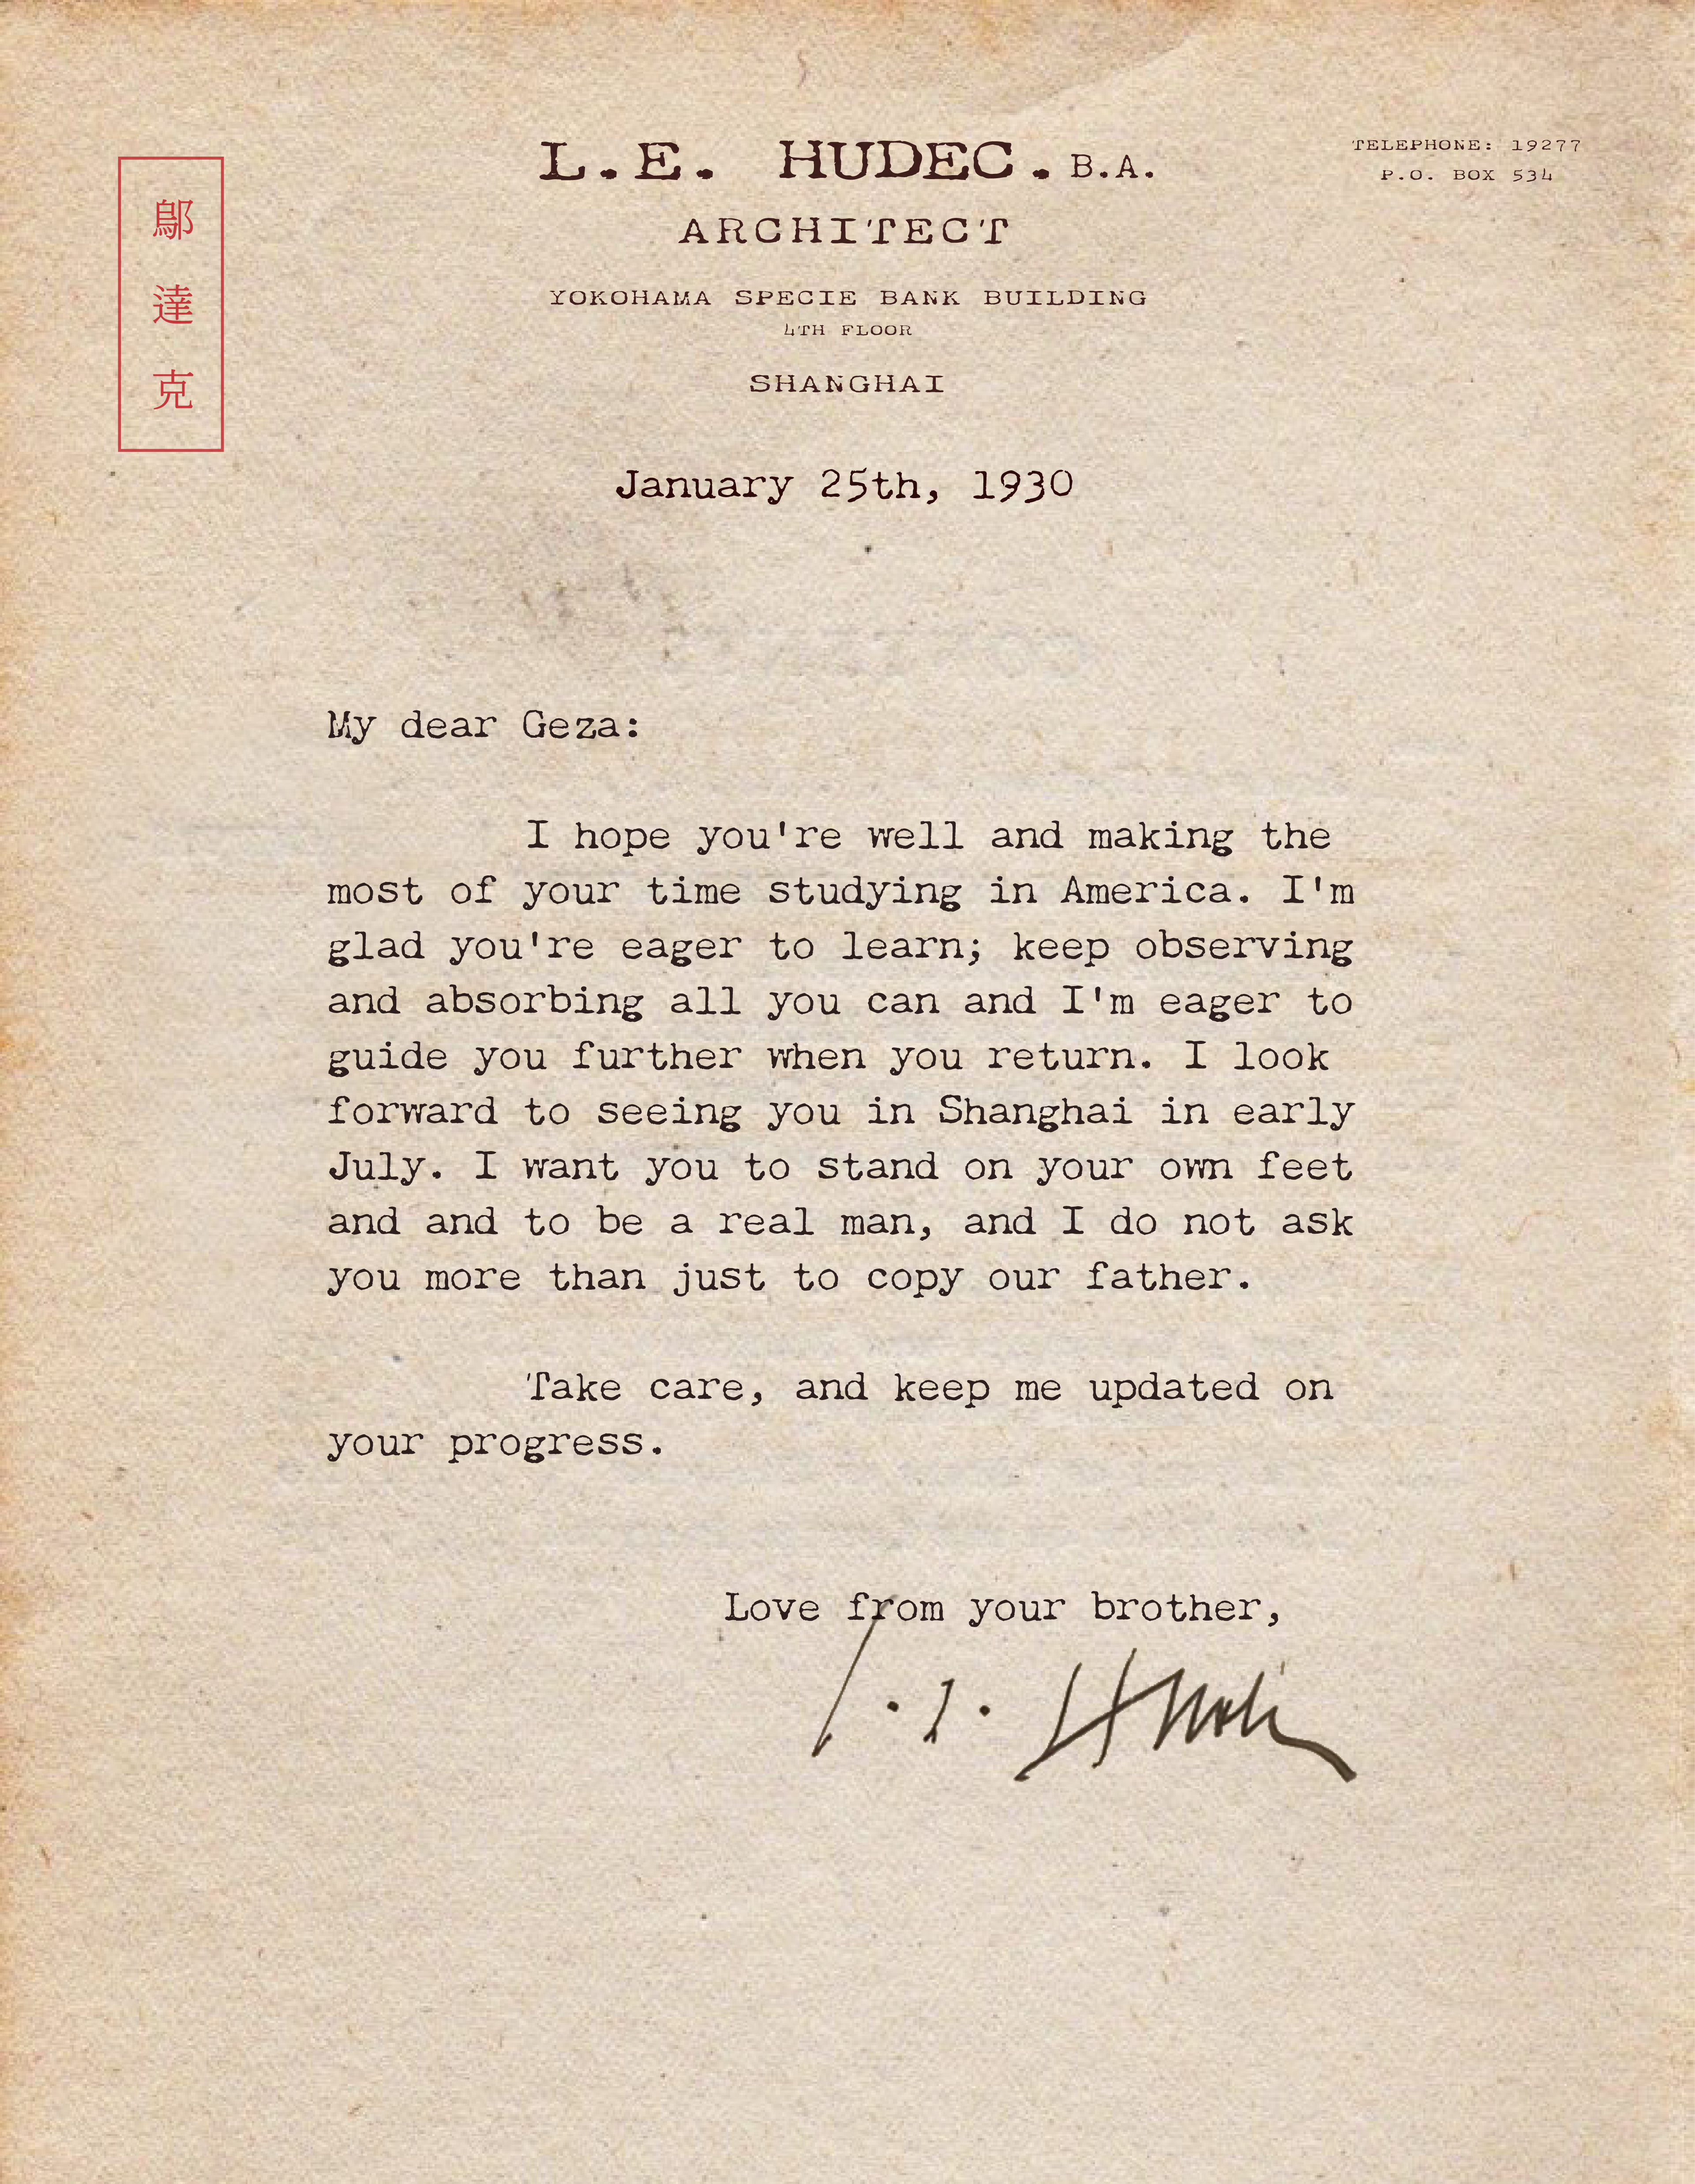 鄔
達
克
L.E. HUDEC. B.A.
ARCHITECT
YOKOHAMA SPECIE BANK BUILDING
4TH FLOOR
SHANGHAI
TELEPHONE: 19277
P.O. BOX 534
January 25th, 1930
My dear Geza:
I hope you're well and making the
most of your time studying in America. I'm
glad you're eager to learn; keep observing
and absorbing all you can and I'm eager to
guide you further when you return. I look
forward to seeing you in Shanghai in early
July. I want you to stand on your own feet
and and to be a real man, and I do not ask
you more than just to copy our father.
Take care, and keep me updated on
your progress.
Love from your brother,